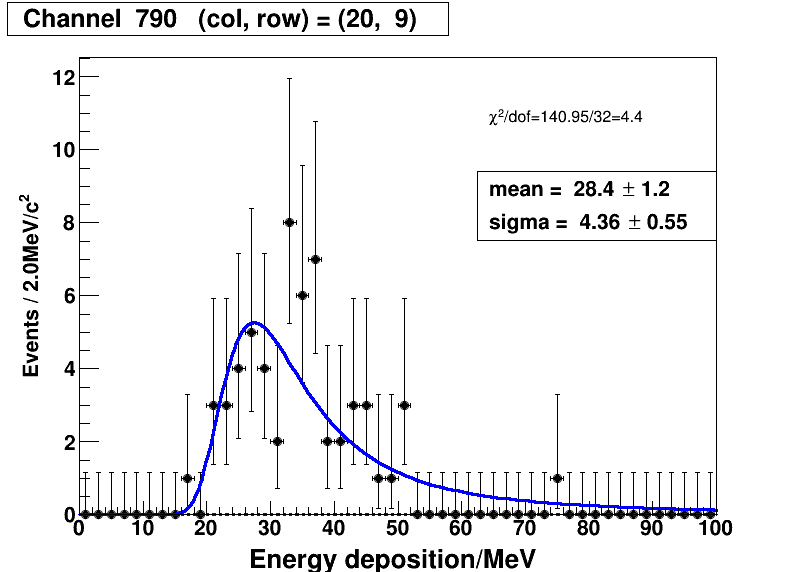 Channel 790 (col, row) = (20, 9)
χ²/dof=140.95/32=4.4
mean = 28.4 ± 1.2
sigma = 4.36 ± 0.55
Events / 2.0MeV/c²
12
10
8
6
4
2
0
0 10 20 30 40 50 60 70 80 90 100
Energy deposition/MeV